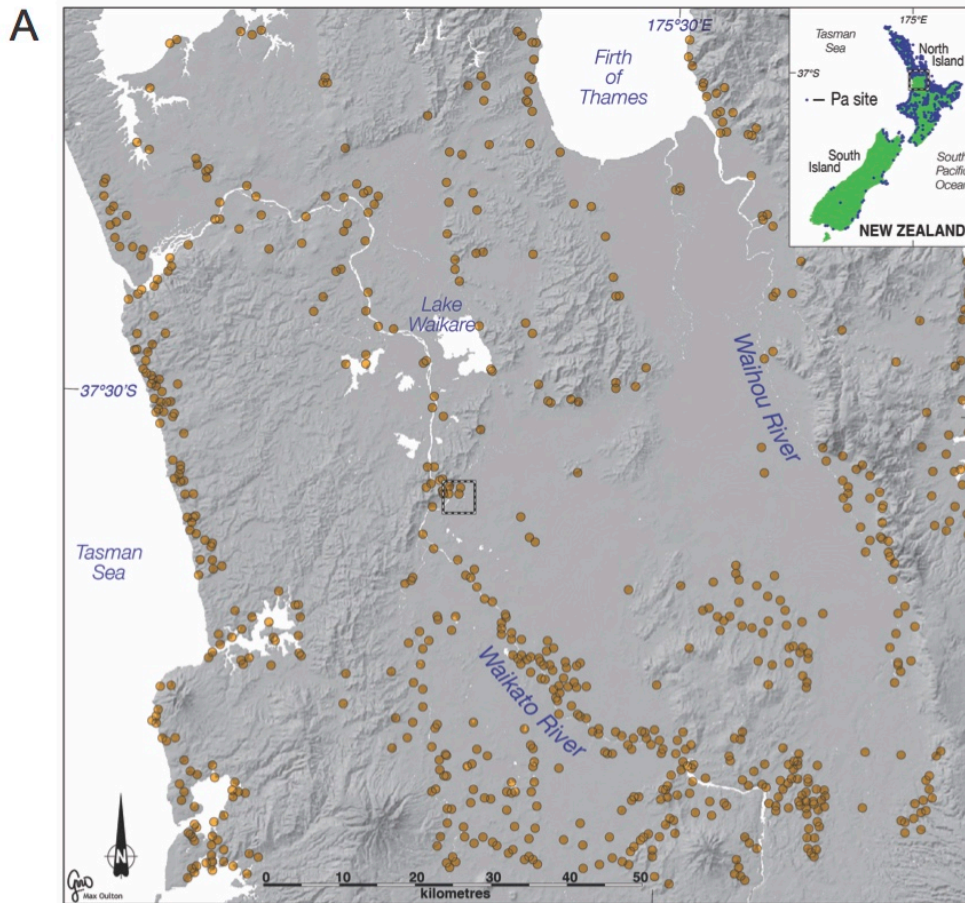 A
Firth
of
Thames
175°30'E
Tasman
Sea
175°E
North
Island
37°S
• — Pa site
South
Island
South
Pacific
Ocean
NEW ZEALAND
Lake
Waikare
37°30'S
Waihou River
Tasman
Sea
Waikato River
N
Max Oulton
0 10 20 30 40 50
kilometres